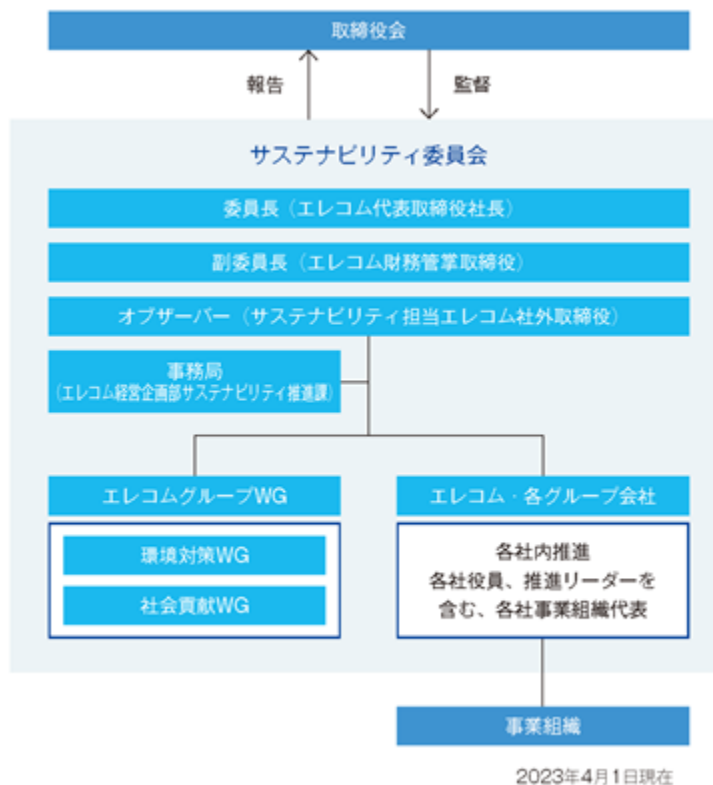 取締役会
報告
監督
サステナビリティ委員会
委員長（エレコム代表取締役社長）
副委員長（エレコム財務管掌取締役）
オブザーバー（サステナビリティ担当エレコム社外取締役）
事務局
（エレコム経営企画部サステナビリティ推進課）
エレコムグループWG
環境対策WG
社会貢献WG
エレコム・各グループ会社
各社内推進
各社役員、推進リーダーを
含む、各社事業組織代表
事業組織
2023年4月1日現在